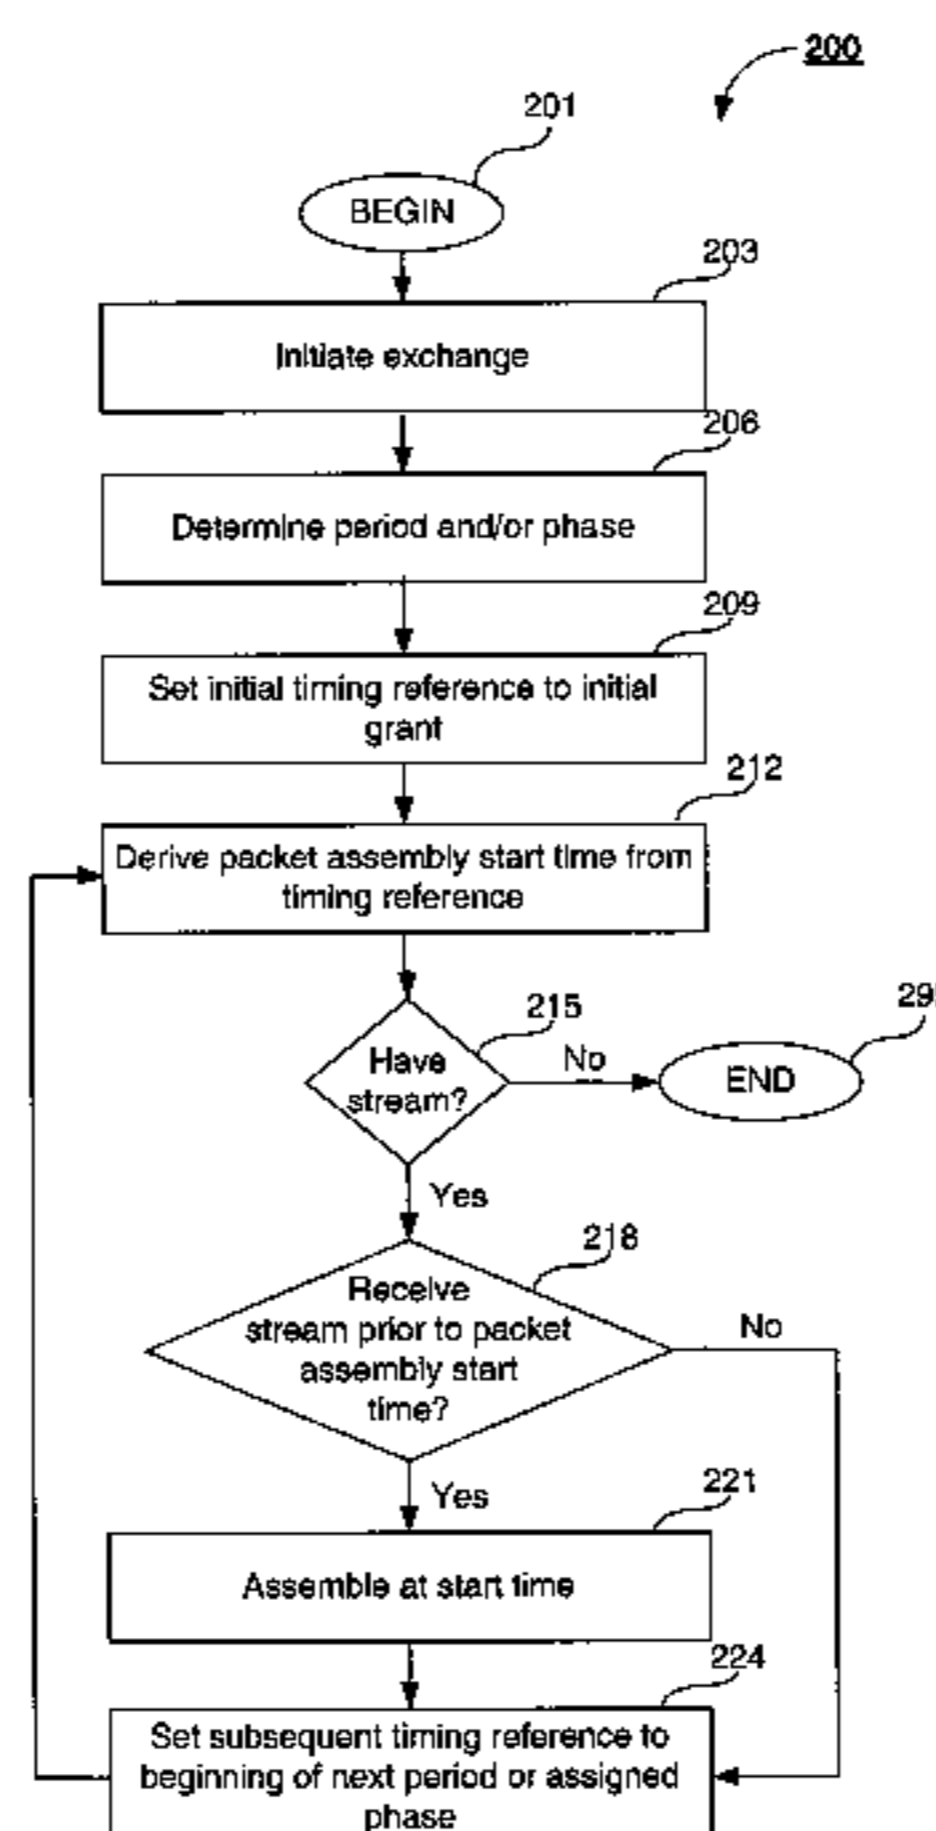 200
201
BEGIN
203
Initiate exchange
206
Determine period and/or phase
209
Set initial timing reference to initial
grant
212
Derive packet assembly start time from
timing reference
215
Have
stream?
No
29
END
Yes
218
Receive
stream prior to packet
assembly start
time?
No
Yes
221
Assemble at start time
224
Set subsequent timing reference to
beginning of next period or assigned
phase